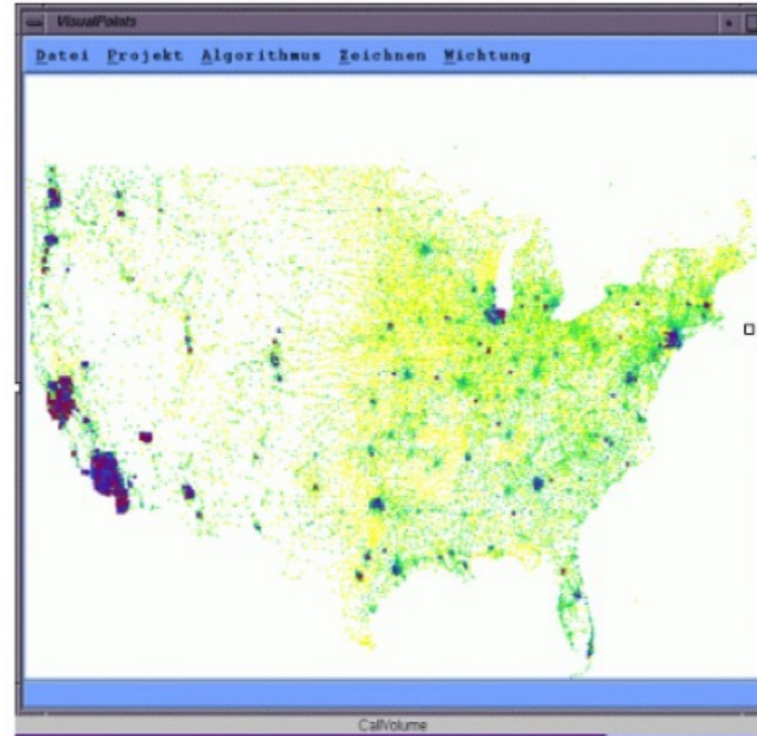 VisualPoints
Datei Projekt Algorithmus Zeichnen Wichtung
CallVolume